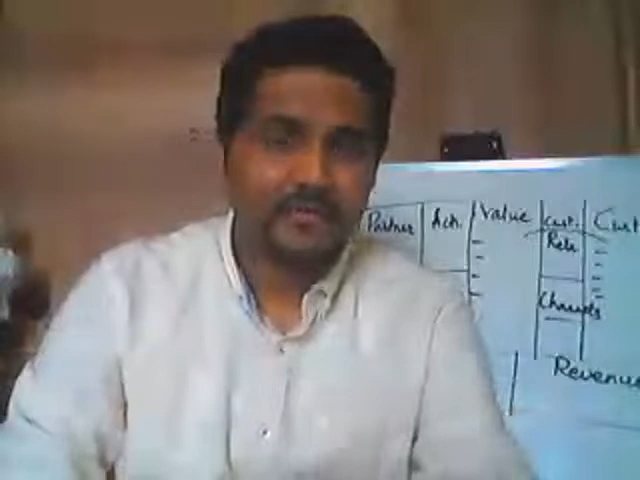 Partner Act. Value Cust. Cust
Rela
Channels
Revenue